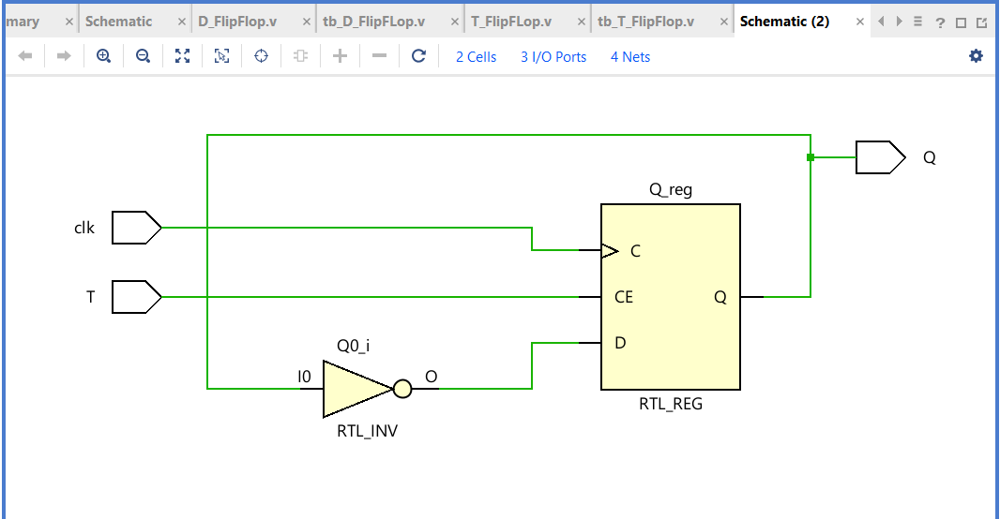 mary × Schematic × D_FlipFlop.v × tb_D_FlipFLop.v × T_FlipFLop.v × tb_T_FlipFlop.v × Schematic (2) × ?
2 Cells 3 I/O Ports 4 Nets
Q
Q_reg
clk
C
T
CE Q
D
Q0_i
I0 O
RTL_REG
RTL_INV